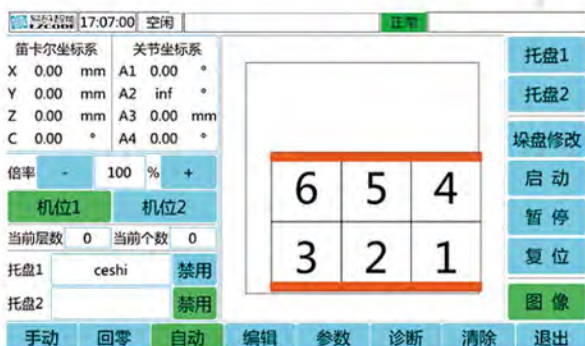 17:07:00 空闲 正常
笛卡尔坐标系 关节坐标系
X 0.00 mm A1 0.00 °
Y 0.00 mm A2 inf °
Z 0.00 mm A3 0.00 mm
C 0.00 ° A4 0.00 °
倍率 - 100 % +
机位1 机位2
当前层数 0 当前个数 0
托盘1 ceshi 禁用
托盘2 禁用
6 5 4
3 2 1
托盘1
托盘2
垛盘修改
启动
暂停
复位
图像
手动 回零 自动 编辑 参数 诊断 清除 退出